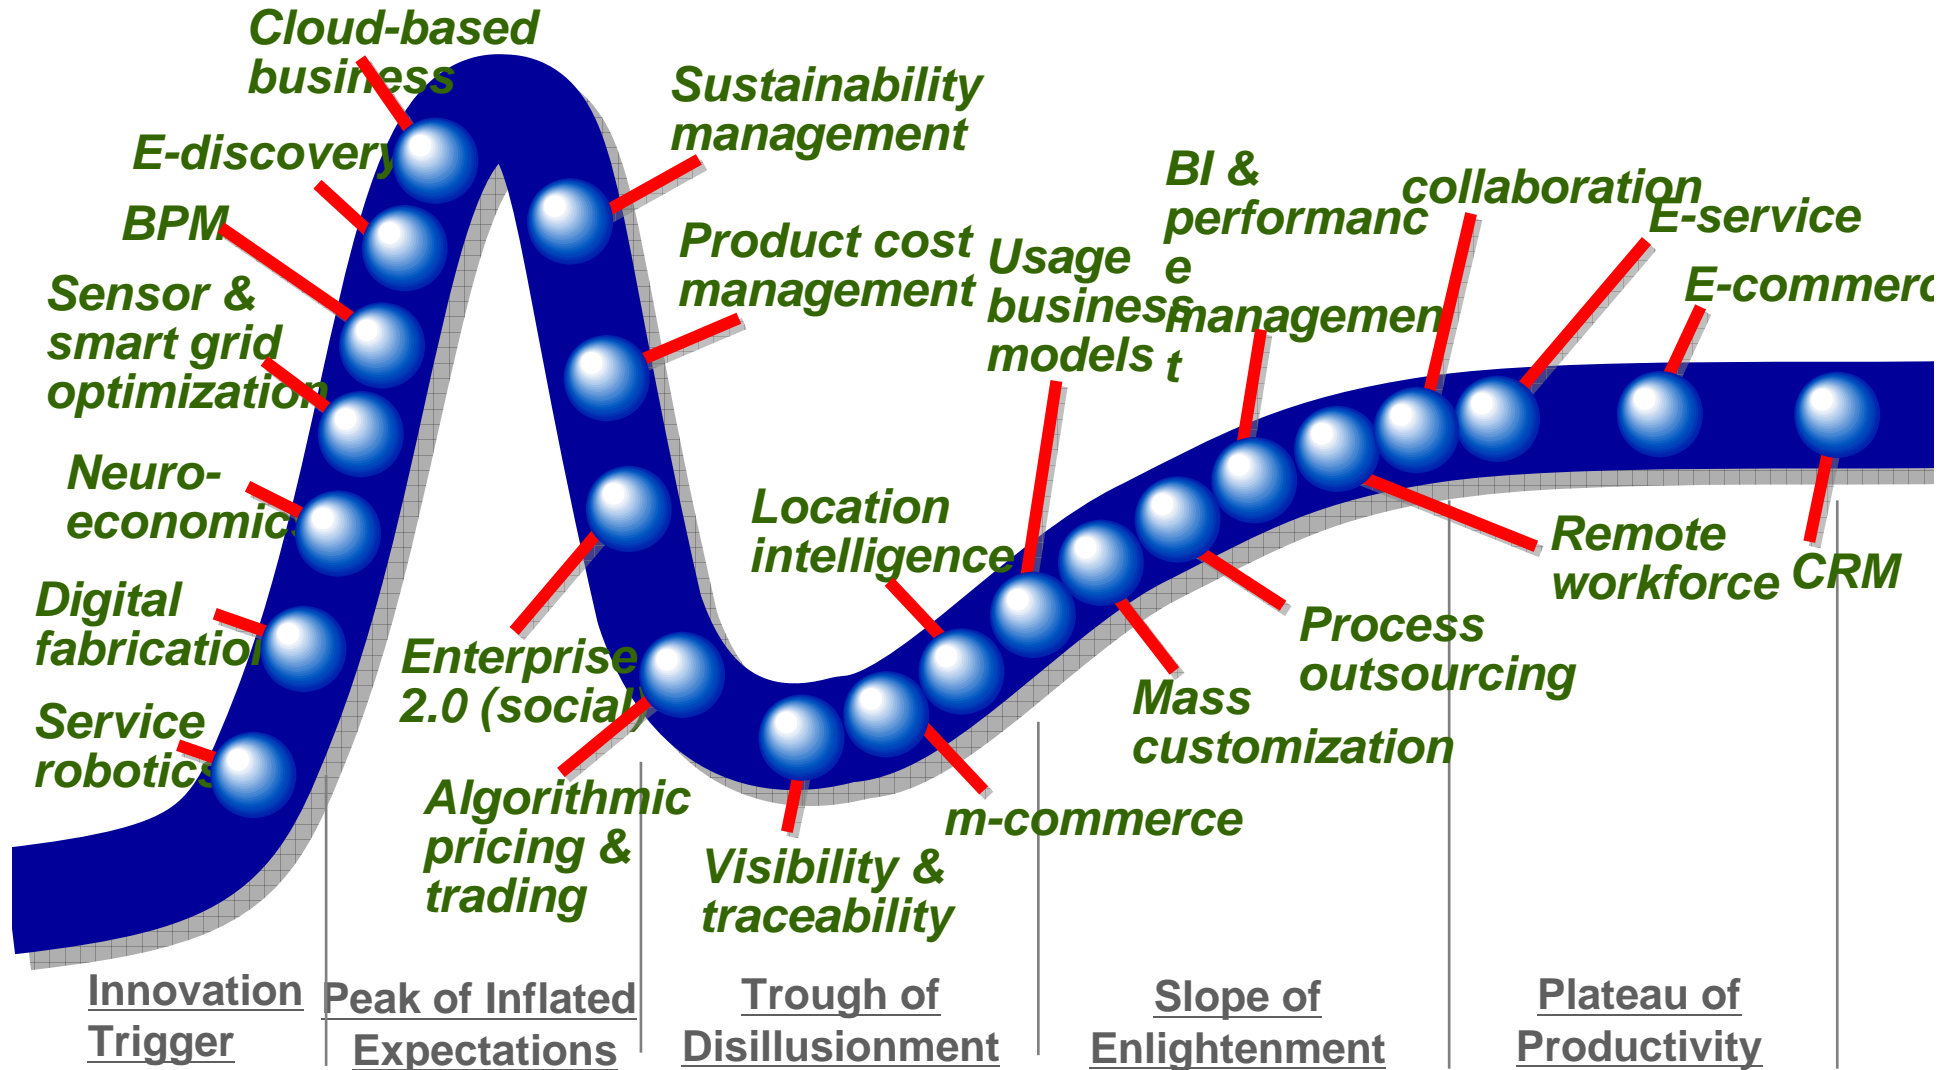 Cloud-based
business
E-discovery
BPM
Sensor &
smart grid
optimization
Neuro-
economics
Digital
fabrication
Service
robotics
Sustainability
management
Product cost
management
Enterprise
2.0 (social)
Algorithmic
pricing &
trading
Location
intelligence
Visibility &
traceability
m-commerce
Usage
business
models
BI &
performanc
e
managemen
t
collaboration
E-service
E-commerc
Remote
workforce
CRM
Process
outsourcing
Mass
customization
Innovation
Trigger
Peak of Inflated
Expectations
Trough of
Disillusionment
Slope of
Enlightenment
Plateau of
Productivity